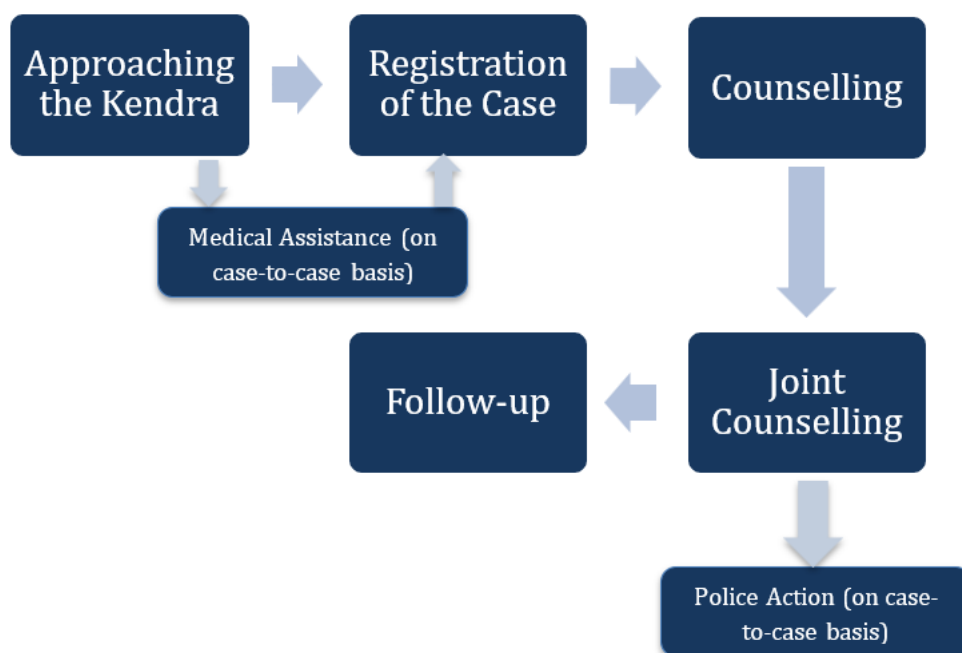 Approaching
the Kendra
Registration
of the Case
Counselling
Medical Assistance (on
case-to-case basis)
Follow-up
Joint
Counselling
Police Action (on case-
to-case basis)